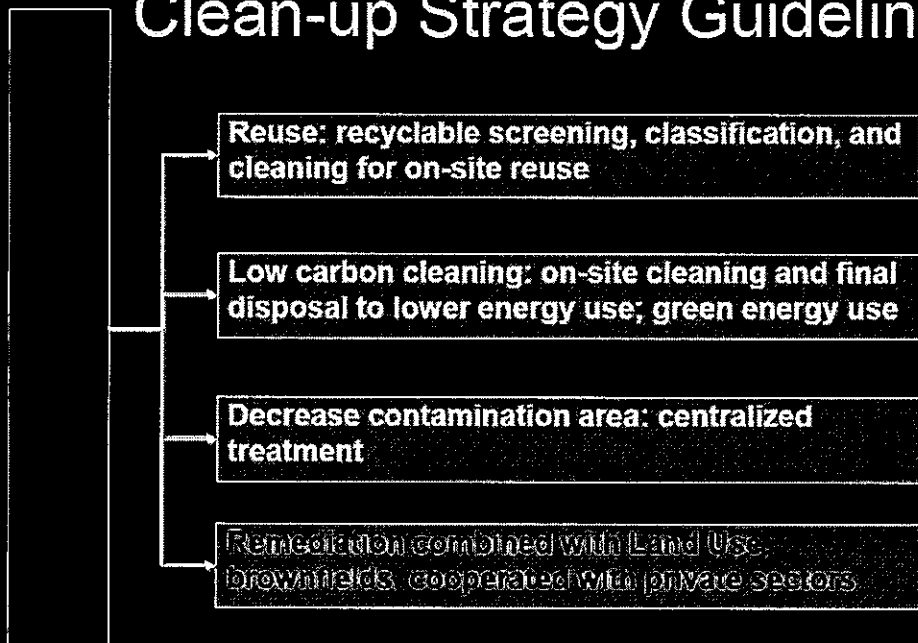 Clean-up Strategy Guidelin
Reuse: recyclable screening, classification, and
cleaning for on-site reuse
Low carbon cleaning: on-site cleaning and final
disposal to lower energy use; green energy use
Decrease contamination area: centralized
treatment
Remediation combined with Land Use,
brownfields, cooperated with private sectors